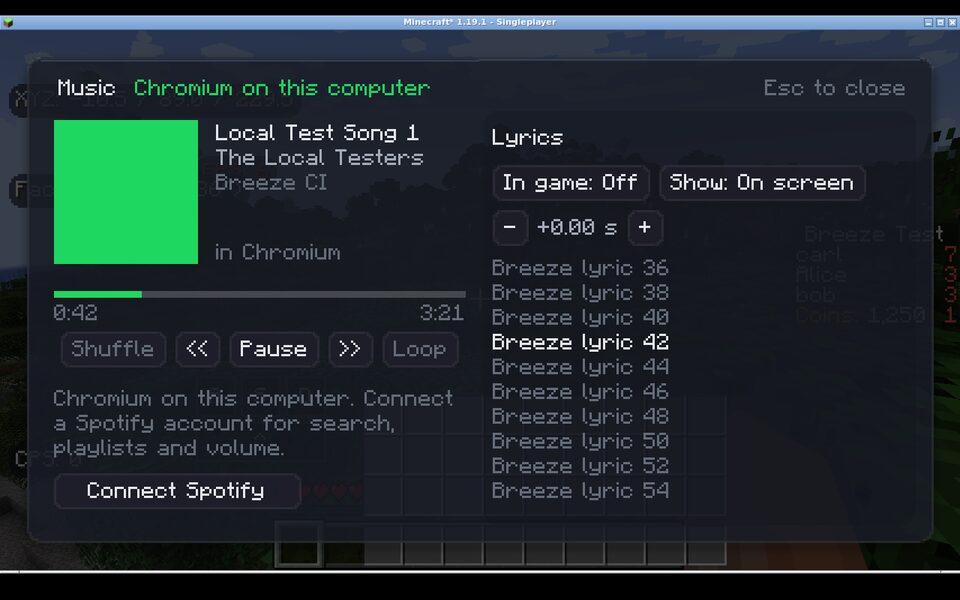 Minecraft* 1.19.1 - Singleplayer
Music Chromium on this computer
Esc to close
Local Test Song 1
The Local Testers
Breeze CI
in Chromium
0:42 3:21
Shuffle << Pause >> Loop
Chromium on this computer. Connect
a Spotify account for search,
playlists and volume.
Connect Spotify
Lyrics
In game: Off Show: On screen
- +0.00 s +
Breeze lyric 36
Breeze lyric 38
Breeze lyric 40
Breeze lyric 42
Breeze lyric 44
Breeze lyric 46
Breeze lyric 48
Breeze lyric 50
Breeze lyric 52
Breeze lyric 54
Breeze Test
carl 7
Alice 3
bob 3
Coins: 1,250 1